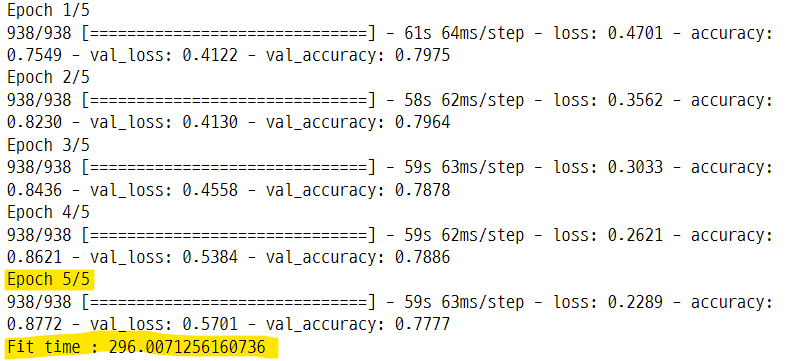 Epoch 1/5
938/938 [==============================] - 61s 64ms/step - loss: 0.4701 - accuracy:
0.7549 - val_loss: 0.4122 - val_accuracy: 0.7975
Epoch 2/5
938/938 [==============================] - 58s 62ms/step - loss: 0.3562 - accuracy:
0.8230 - val_loss: 0.4130 - val_accuracy: 0.7964
Epoch 3/5
938/938 [==============================] - 59s 63ms/step - loss: 0.3033 - accuracy:
0.8436 - val_loss: 0.4558 - val_accuracy: 0.7878
Epoch 4/5
938/938 [==============================] - 59s 62ms/step - loss: 0.2621 - accuracy:
0.8621 - val_loss: 0.5384 - val_accuracy: 0.7886
Epoch 5/5
938/938 [==============================] - 59s 63ms/step - loss: 0.2289 - accuracy:
0.8772 - val_loss: 0.5701 - val_accuracy: 0.7777
Fit time : 296.0071256160736